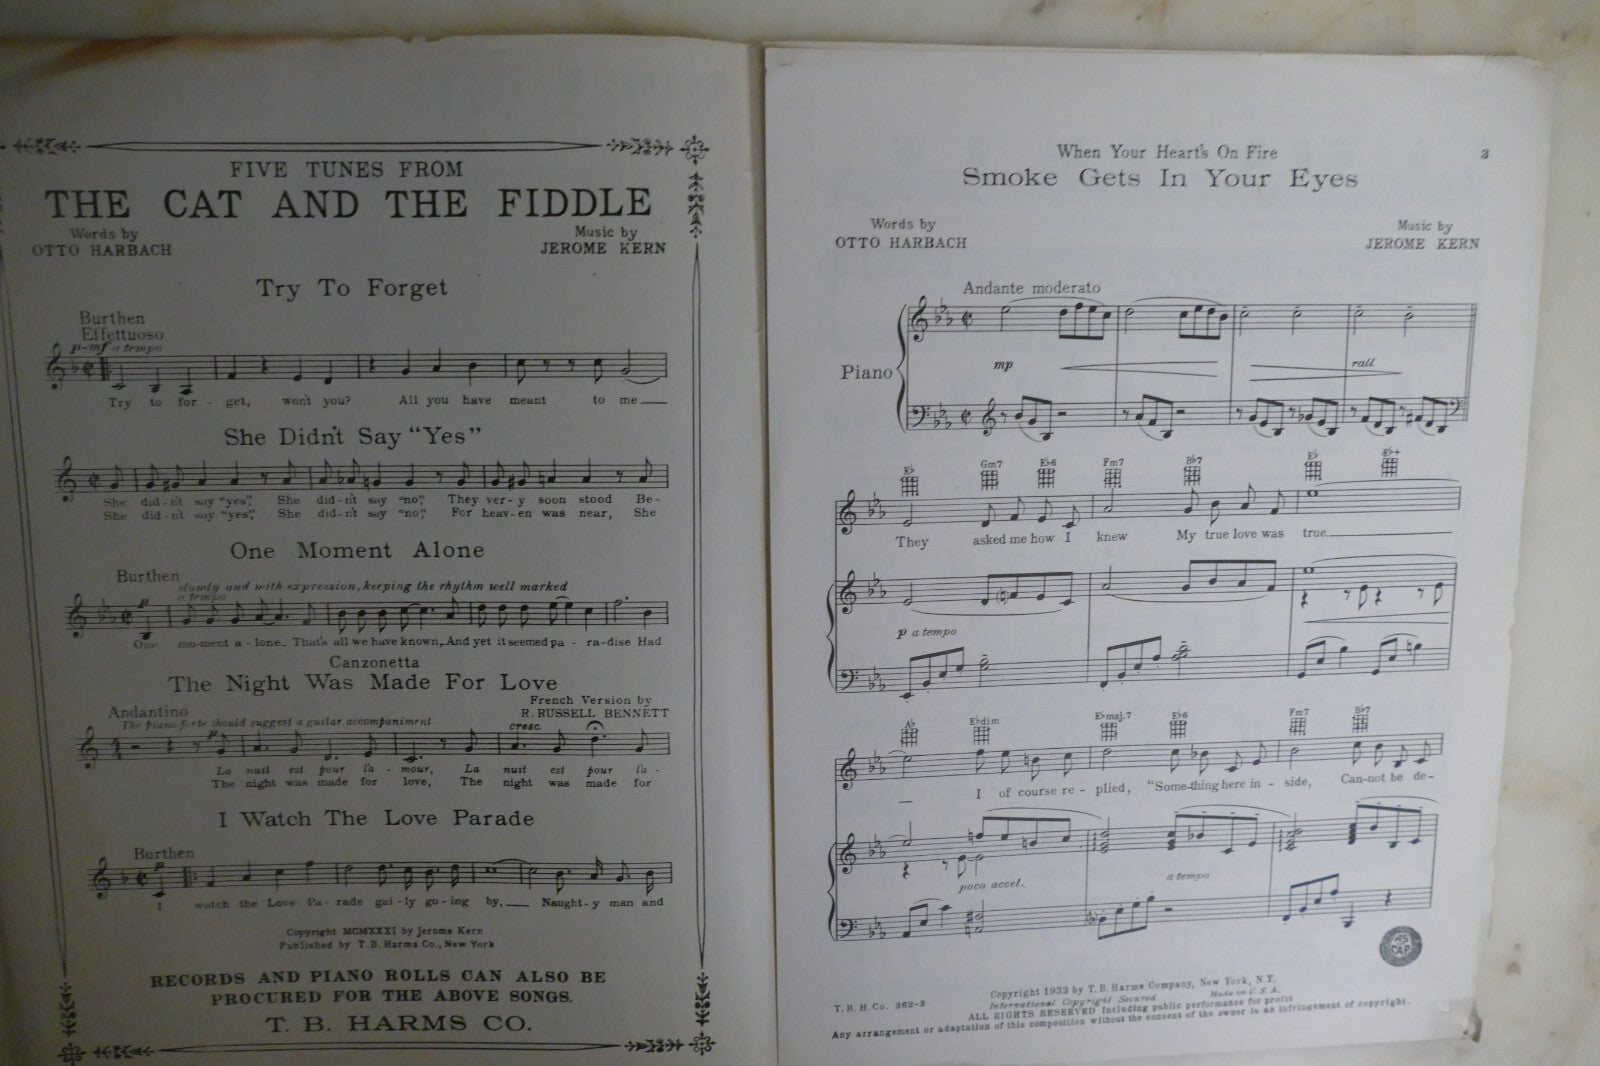 FIVE TUNES FROM
THE CAT AND THE FIDDLE
Words by
OTTO HARBACH
Music by
JEROME KERN
Try To Forget
Burthen
Effettuoso
p-mf a tempo
Try to for - get, won't you? All you have meant to me
She Didn't Say "Yes"
She did-n't say "yes," She did-n't say "no," They ver-y soon stood Be-
She did-n't say "yes," She did-n't say "no," For heav-en was near, She
One Moment Alone
Burthen
slowly and with expression, keeping the rhythm well marked
a tempo
p
One mo-ment a-lone That's all we have known, And yet it seemed pa - ra-dise Had
Canzonetta
The Night Was Made For Love
French Version by
R. RUSSELL BENNETT
Andantino
The piano-forte should suggest a guitar accompaniment
cresc.
p
La nuit est pour l'a - mour, La nuit est pour l'a -
The night was made for love, The night was made for
I Watch The Love Parade
Burthen
p
I watch the Love Pa - rade gai-ly go-ing by, Naught-y man and
Copyright MCMXXXI by Jerome Kern
Published by T. B. Harms Co., New York
RECORDS AND PIANO ROLLS CAN ALSO BE
PROCURED FOR THE ABOVE SONGS.
T. B. HARMS CO.
When Your Heart's On Fire
3
Smoke Gets In Your Eyes
Words by
OTTO HARBACH
Music by
JEROME KERN
Andante moderato
Piano
mp
rall
E♭ Gm7 E♭6 Fm7 B♭7 E♭ E♭+
They asked me how I knew My true love was true.
p a tempo
A♭ E♭dim E♭maj.7 E♭6 Fm7 B♭7
I of course re - plied, "Some-thing here in - side, Can-not be de -
poco accel.
a tempo
AS
CAP
T. B. H. Co. 362-3
Copyright 1933 by T. B. Harms Company, New York, N.Y.
International Copyright Secured Made in U. S. A.
ALL RIGHTS RESERVED Including public performance for profit
Any arrangement or adaptation of this composition without the consent of the owner is an infringement of copyright.